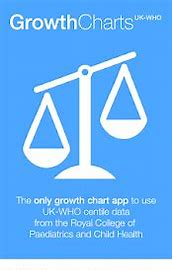 GrowthCharts UK-WHO
The only growth chart app to use
UK-WHO centile data
from the Royal College of
Paediatrics and Child Health